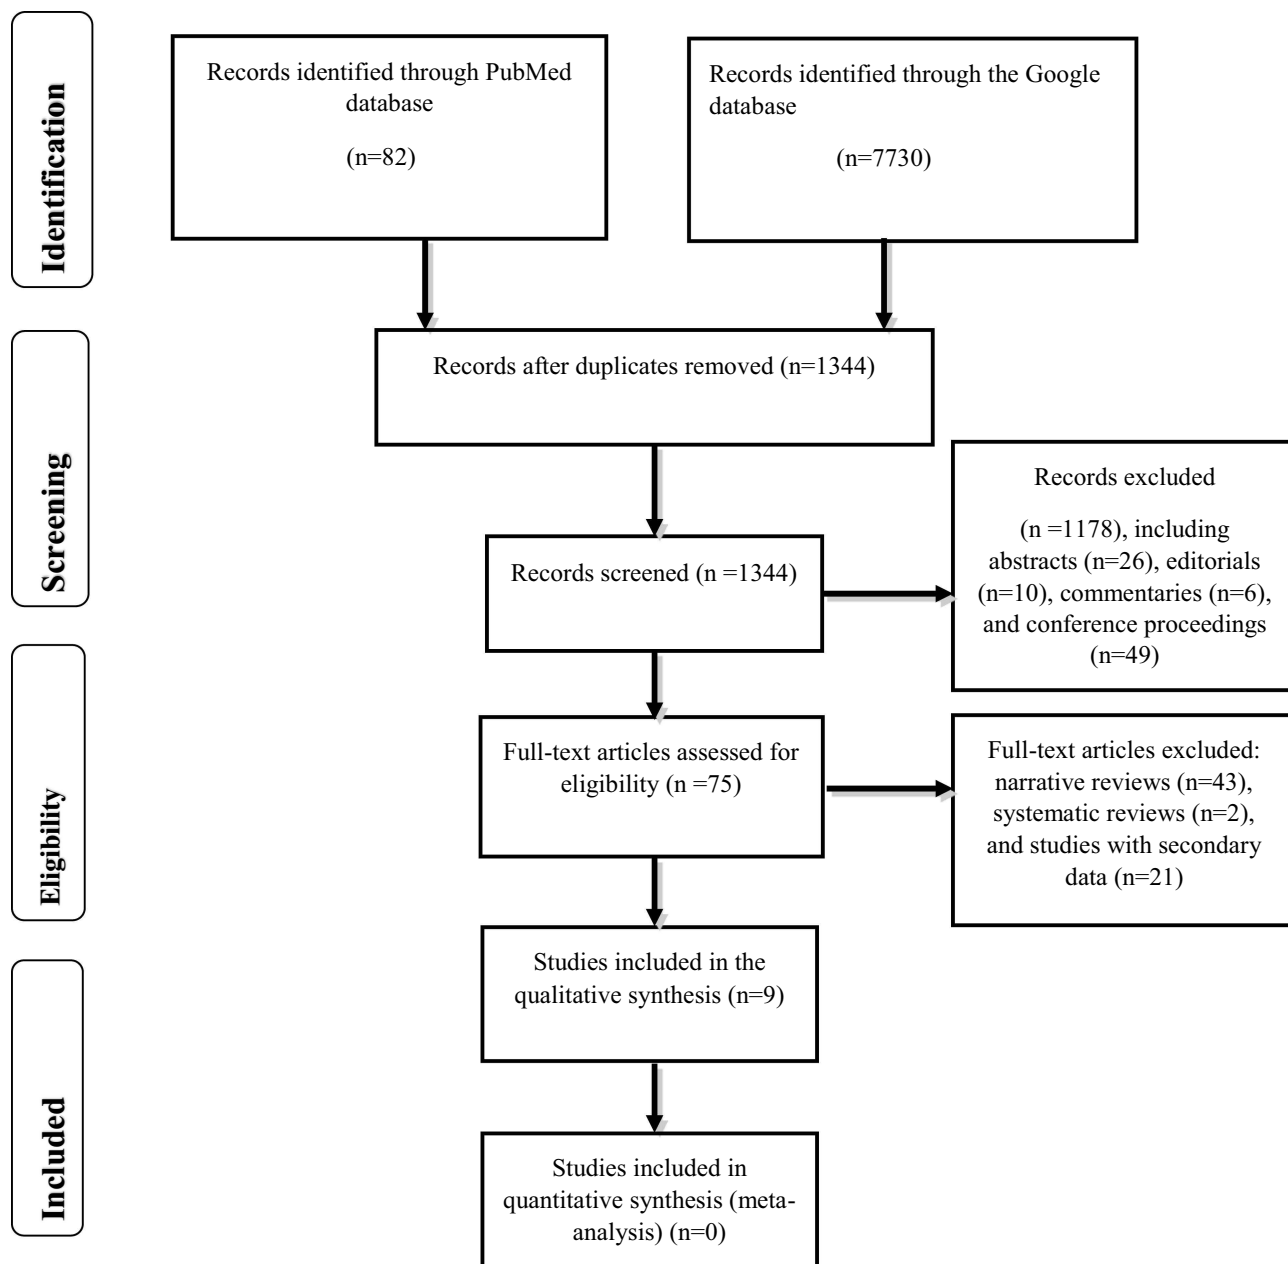 Identification
Records identified through PubMed
database
(n=82)
Records identified through the Google
database
(n=7730)
Screening
Records after duplicates removed (n=1344)
Records screened (n =1344)
Records excluded
(n =1178), including
abstracts (n=26), editorials
(n=10), commentaries (n=6),
and conference proceedings
(n=49)
Eligibility
Full-text articles assessed for
eligibility (n =75)
Full-text articles excluded:
narrative reviews (n=43),
systematic reviews (n=2),
and studies with secondary
data (n=21)
Included
Studies included in the
qualitative synthesis (n=9)
Studies included in
quantitative synthesis (meta-
analysis) (n=0)